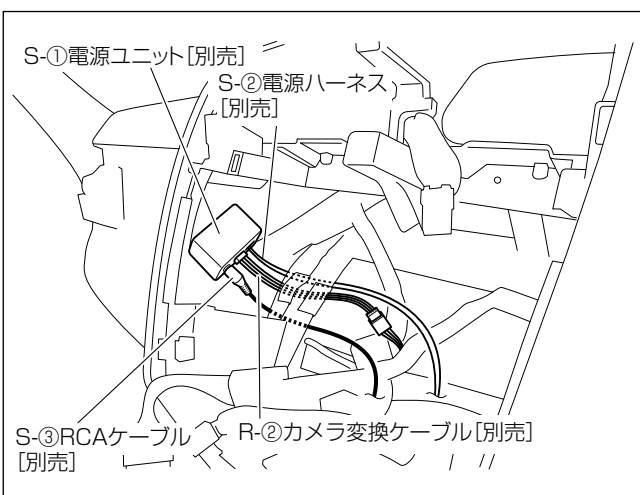 S-①電源ユニット[別売]
S-②電源ハーネス
[別売]
S-③RCAケーブル
[別売]
R-②カメラ変換ケーブル[別売]